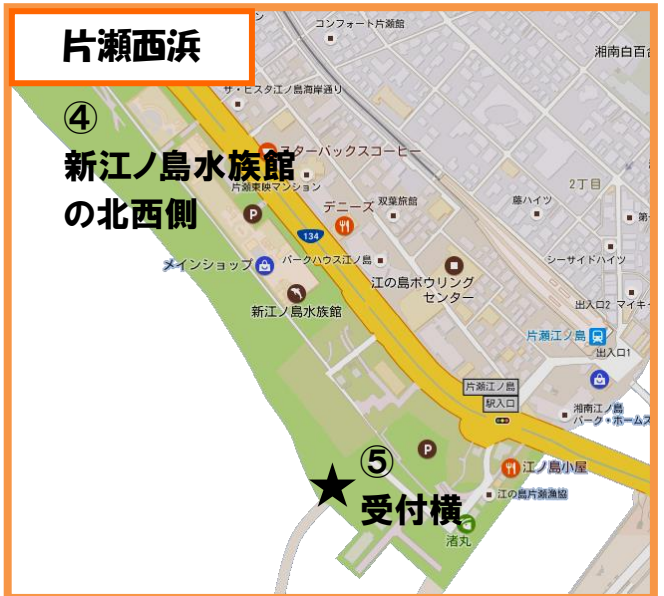 片瀬西浜
コンフォート片瀬館
湘南白百合
ザ・ビスタ江ノ島海岸通り
④
新江ノ島水族館
の北西側
スターバックスコーヒー
片瀬東映マンション
2丁目
P
デニーズ
双葉旅館
藤ハイツ
第一
134
メインショップ
パークハウス江ノ島
シーサイドハイツ
江の島ボウリング
センター
新江ノ島水族館
出入口2
マイキ
片瀬江ノ島
出入口1
片瀬江ノ島
駅入口
湘南江ノ島
パーク・ホームズ
P
⑤
受付横
江ノ島小屋
江の島片瀬漁協
渚丸